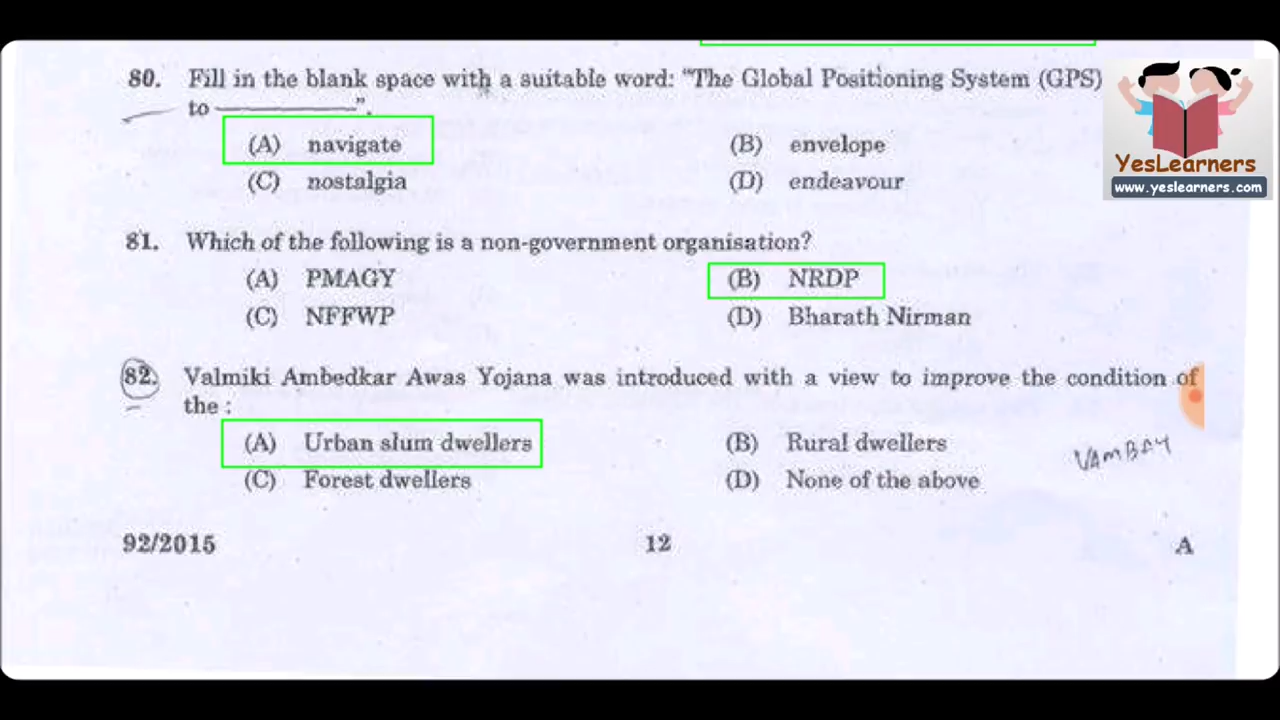 80. Fill in the blank space with a suitable word: "The Global Positioning System (GPS)
to ____________".
(A) navigate (B) envelope
(C) nostalgia (D) endeavour
YesLearners
www.yeslearners.com
81. Which of the following is a non-government organisation?
(A) PMAGY (B) NRDP
(C) NFFWP (D) Bharath Nirman
82. Valmiki Ambedkar Awas Yojana was introduced with a view to improve the condition of
the :
(A) Urban slum dwellers (B) Rural dwellers
VAMBAY
(C) Forest dwellers (D) None of the above
92/2015 12 A